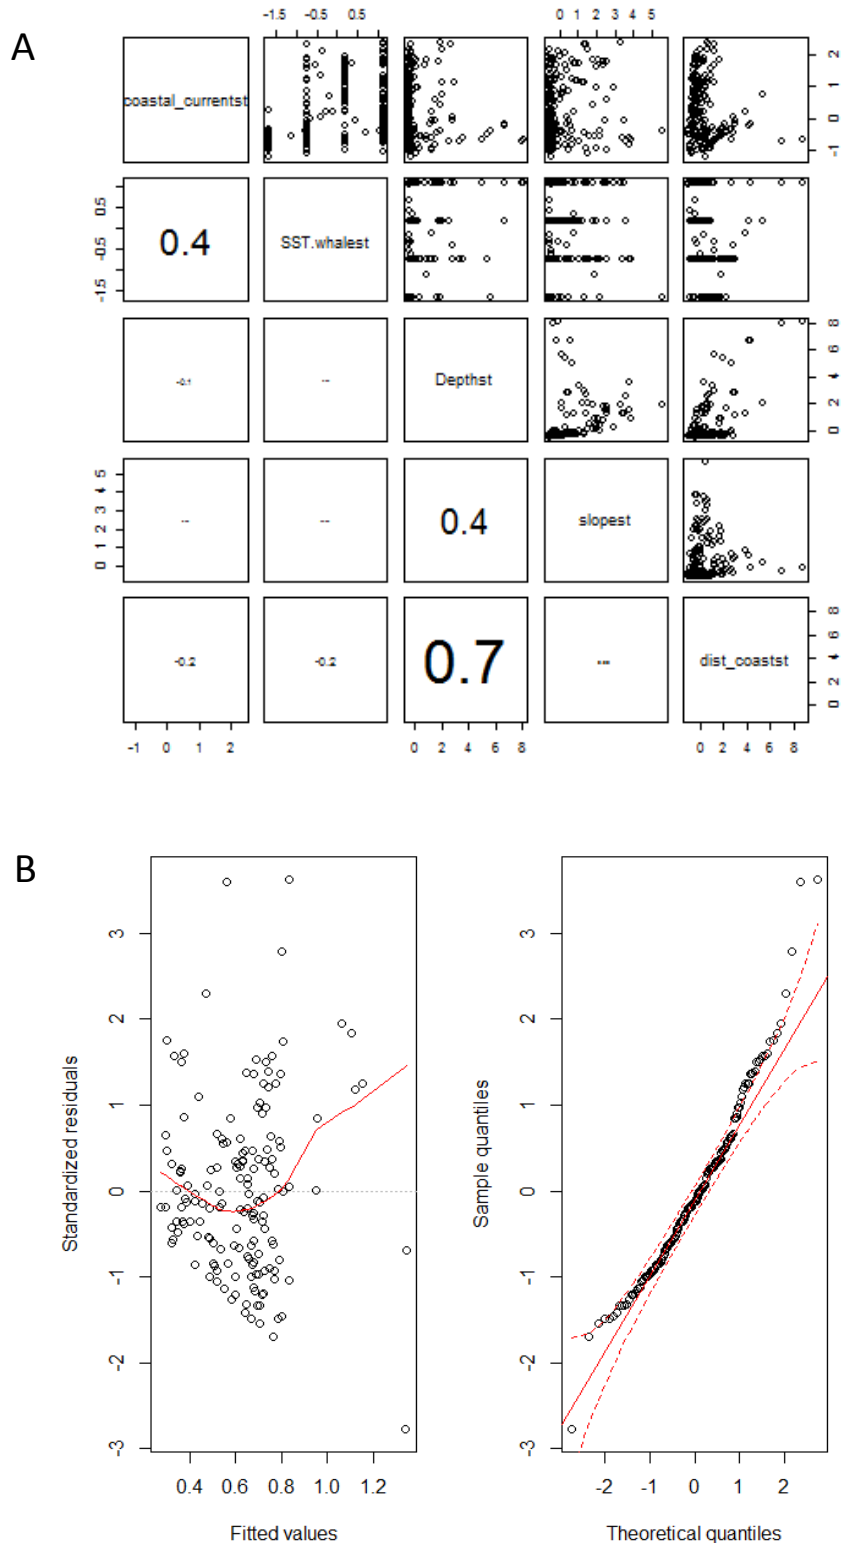 A
-1.5 -0.5 0.5
0 1 2 3 4 5
coastal_currentst
2
1
0
-1
0.5
-0.5
-1.5
0.4
SST.whalest
-0.1
Depthst
8
6
4
2
0
5
4
3
2
1
0
0.4
slopest
-0.2
-0.2
0.7
dist_coastst
8
6
4
2
0
-1 0 1 2
0 2 4 6 8
0 2 4 6 8
B
Standardized residuals
3
2
1
0
-1
-2
-3
0.4 0.6 0.8 1.0 1.2
Fitted values
Sample quantiles
3
2
1
0
-1
-2
-3
-2 -1 0 1 2
Theoretical quantiles